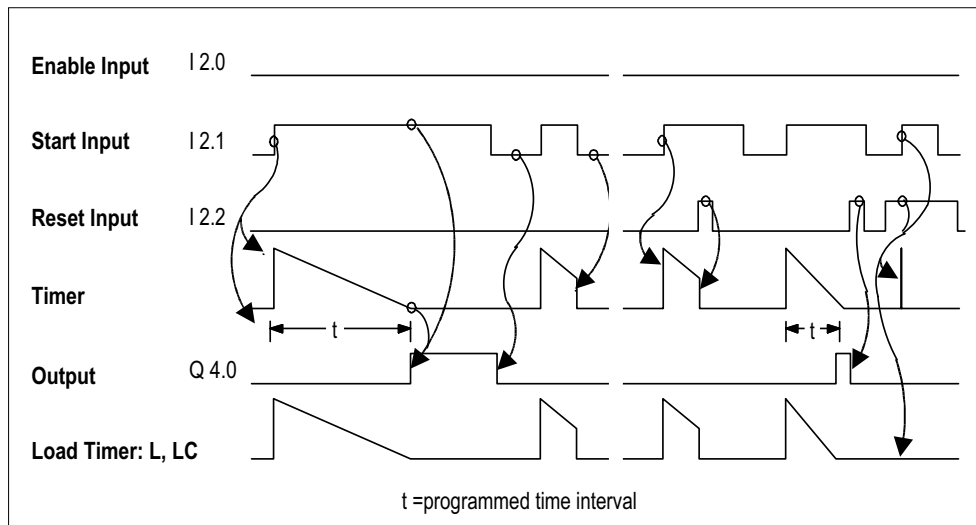 Enable Input I 2.0
Start Input I 2.1
Reset Input I 2.2
Timer
t t
Output Q 4.0
Load Timer: L, LC
t =programmed time interval